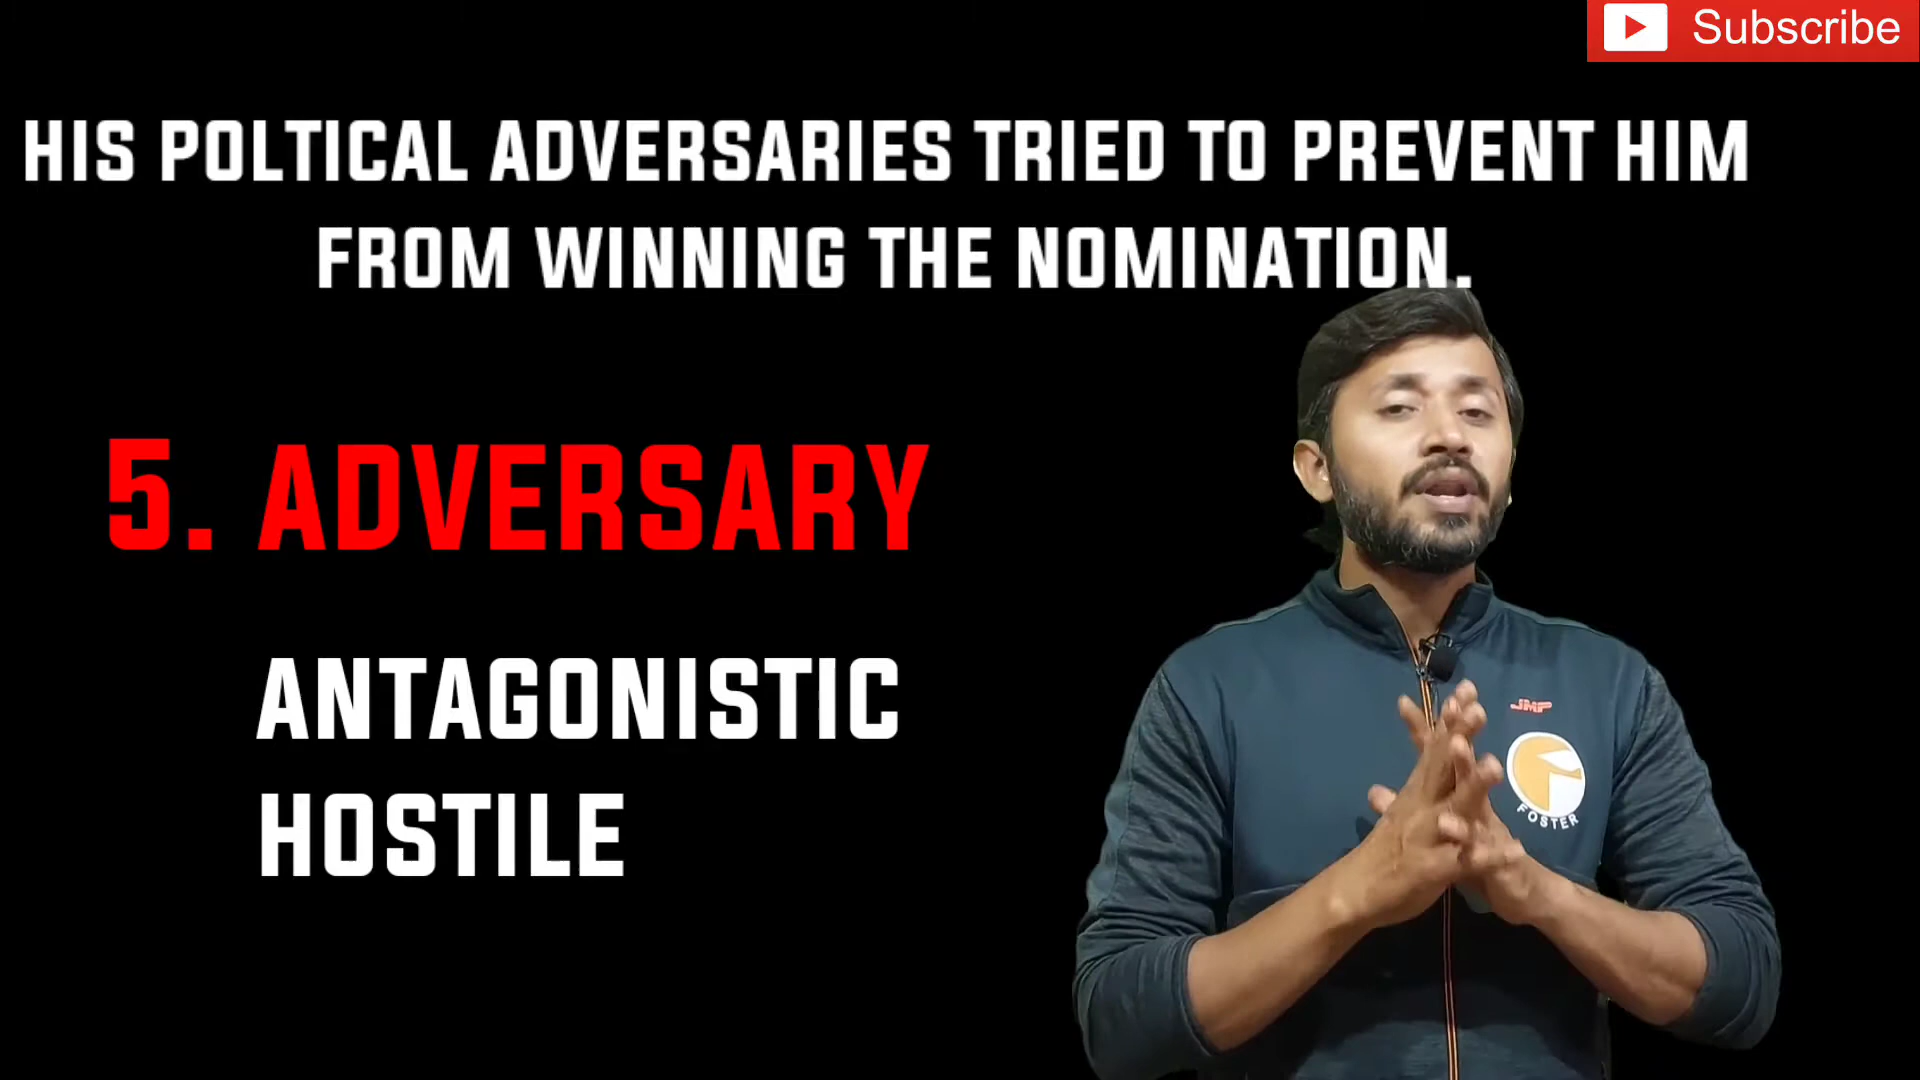 Subscribe
HIS POLTICAL ADVERSARIES TRIED TO PREVENT HIM
FROM WINNING THE NOMINATION.
5. ADVERSARY
ANTAGONISTIC
HOSTILE
JMP
FOSTER